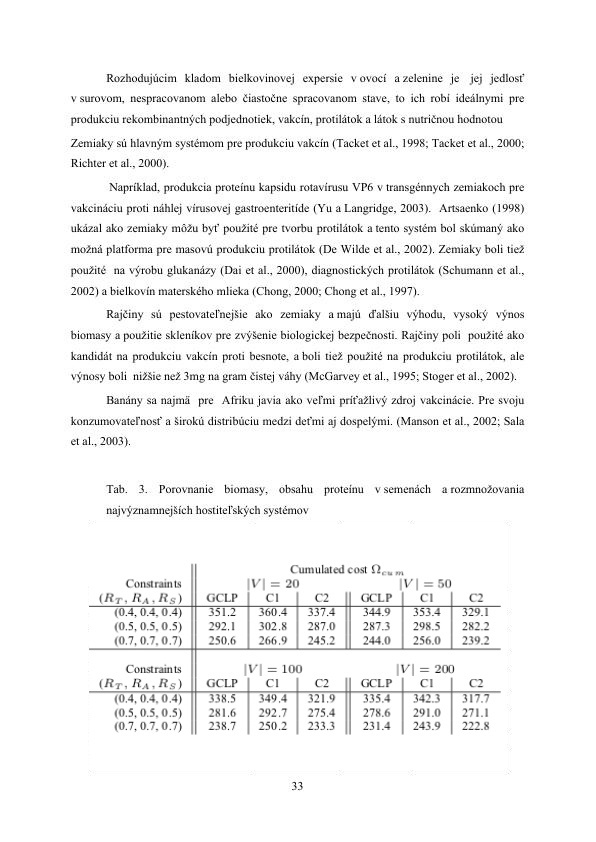 Rozhodujúcim kladom bielkovinovej expersie v ovocí a zelenine je jej jedlosť
v surovom, nespracovanom alebo čiastočne spracovanom stave, to ich robí ideálnymi pre
produkciu rekombinantných podjednotiek, vakcín, protilátok a látok s nutričnou hodnotou
Zemiaky sú hlavným systémom pre produkciu vakcín (Tacket et al., 1998; Tacket et al., 2000;
Richter et al., 2000).
Napríklad, produkcia proteínu kapsidu rotavírusu VP6 v transgénnych zemiakoch pre
vakcináciu proti náhlej vírusovej gastroenteritíde (Yu a Langridge, 2003). Artsaenko (1998)
ukázal ako zemiaky môžu byť použité pre tvorbu protilátok a tento systém bol skúmaný ako
možná platforma pre masovú produkciu protilátok (De Wilde et al., 2002). Zemiaky boli tiež
použité na výrobu glukanázy (Dai et al., 2000), diagnostických protilátok (Schumann et al.,
2002) a bielkovín materského mlieka (Chong, 2000; Chong et al., 1997).
Rajčiny sú pestovateľnejšie ako zemiaky a majú ďalšiu výhodu, vysoký výnos
biomasy a použitie skleníkov pre zvýšenie biologickej bezpečnosti. Rajčiny poli použité ako
kandidát na produkciu vakcín proti besnote, a boli tiež použité na produkciu protilátok, ale
výnosy boli nižšie než 3mg na gram čistej váhy (McGarvey et al., 1995; Stoger et al., 2002).
Banány sa najmä pre Afriku javia ako veľmi príťažlivý zdroj vakcinácie. Pre svoju
konzumovateľnosť a širokú distribúciu medzi deťmi aj dospelými. (Manson et al., 2002; Sala
et al., 2003).
Tab. 3. Porovnanie biomasy, obsahu proteínu v semenách a rozmnožovania
najvýznamnejších hostiteľských systémov
Cumulated cost Ω_cum
Constraints |V| = 20 |V| = 50
(R_T, R_A, R_S) GCLP C1 C2 GCLP C1 C2
(0.4, 0.4, 0.4) 351.2 360.4 337.4 344.9 353.4 329.1
(0.5, 0.5, 0.5) 292.1 302.8 287.0 287.3 298.5 282.2
(0.7, 0.7, 0.7) 250.6 266.9 245.2 244.0 256.0 239.2
Constraints |V| = 100 |V| = 200
(R_T, R_A, R_S) GCLP C1 C2 GCLP C1 C2
(0.4, 0.4, 0.4) 338.5 349.4 321.9 335.4 342.3 317.7
(0.5, 0.5, 0.5) 281.6 292.7 275.4 278.6 291.0 271.1
(0.7, 0.7, 0.7) 238.7 250.2 233.3 231.4 243.9 222.8
33